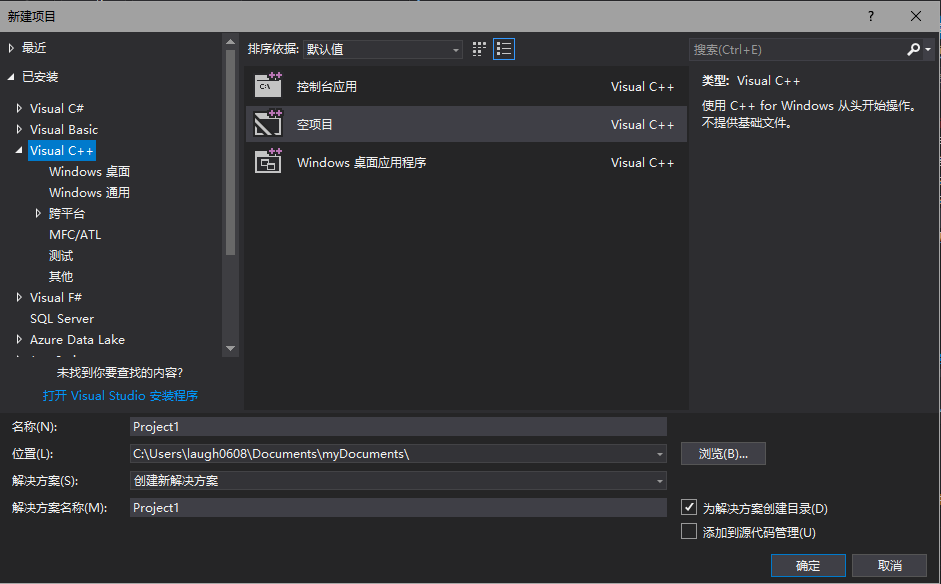 新建项目
?
最近
已安装
Visual C#
Visual Basic
Visual C++
Windows 桌面
Windows 通用
跨平台
MFC/ATL
测试
其他
Visual F#
SQL Server
Azure Data Lake
未找到你要查找的内容?
打开 Visual Studio 安装程序
排序依据: 默认值
控制台应用 Visual C++
空项目 Visual C++
Windows 桌面应用程序 Visual C++
搜索(Ctrl+E)
类型: Visual C++
使用 C++ for Windows 从头开始操作。
不提供基础文件。
名称(N): Project1
位置(L): C:\Users\laugh0608\Documents\myDocuments\
浏览(B)...
解决方案(S): 创建新解决方案
解决方案名称(M): Project1
为解决方案创建目录(D)
添加到源代码管理(U)
确定
取消